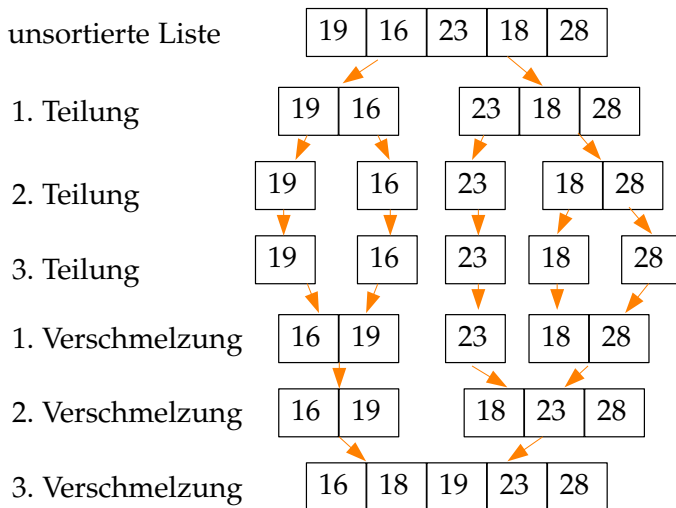 unsortierte Liste 19 16 23 18 28
1. Teilung 19 16 23 18 28
2. Teilung 19 16 23 18 28
3. Teilung 19 16 23 18 28
1. Verschmelzung 16 19 23 18 28
2. Verschmelzung 16 19 18 23 28
3. Verschmelzung 16 18 19 23 28